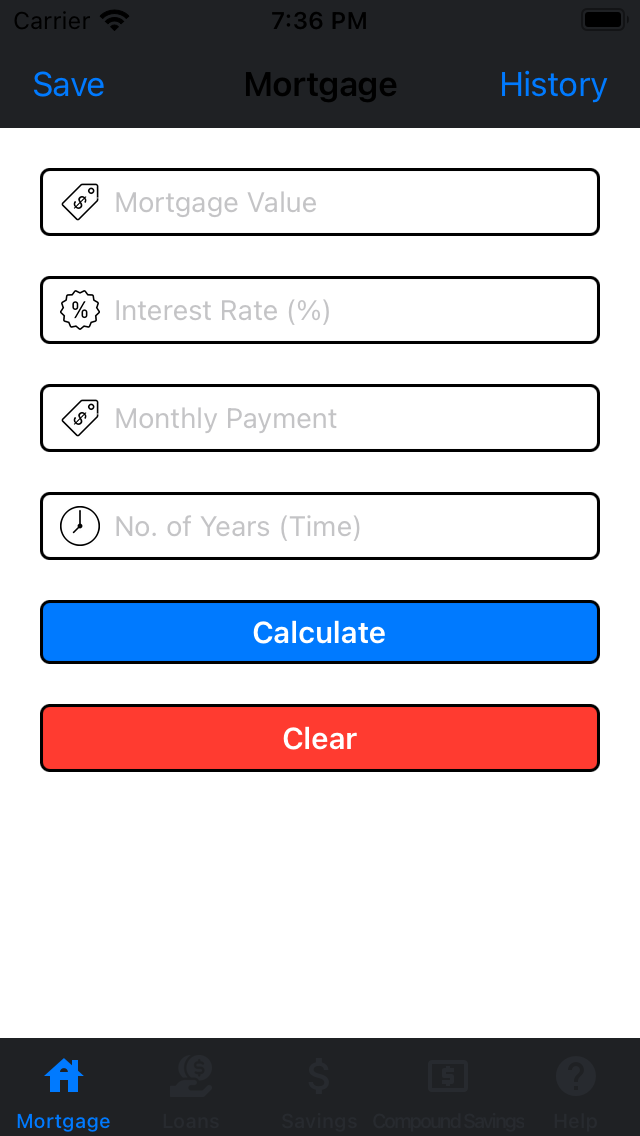 Carrier 7:36 PM
Save Mortgage History
Mortgage Value
Interest Rate (%)
Monthly Payment
No. of Years (Time)
Calculate
Clear
Mortgage Loans Savings Compound Savings Help